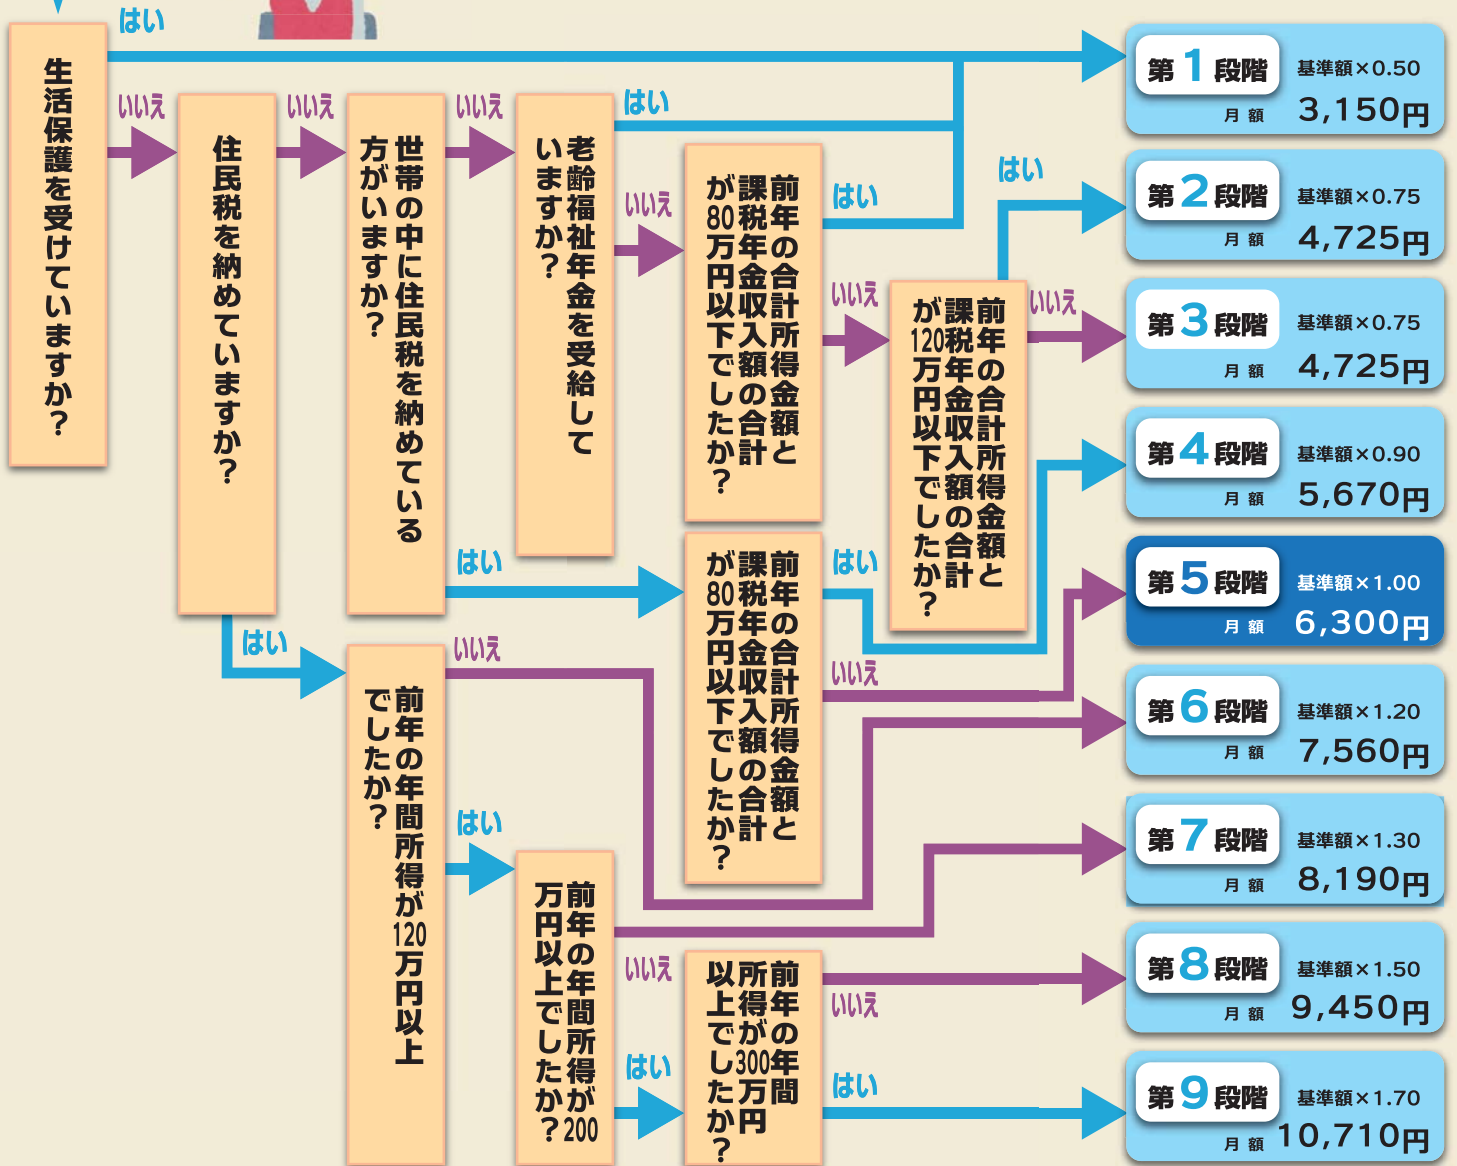 はい
生活保護を受けていますか？
いいえ
住民税を納めていますか？
いいえ
世帯の中に住民税を納めている
方がいますか？
いいえ
老齢福祉年金を受給して
いますか？
はい
いいえ
前年の合計所得金額と
課税年金収入額の合計
が80万円以下でしたか？
はい
いいえ
前年の合計所得金額と
課税年金収入額の合計
が120万円以下でしたか？
はい
いいえ
はい
前年の合計所得金額と
課税年金収入額の合計
が80万円以下でしたか？
はい
いいえ
はい
前年の年間所得が120万円以上
でしたか？
いいえ
はい
前年の年間所得が200
万円以上でしたか？
いいえ
はい
前年の年間
所得が300万円
以上でしたか？
いいえ
はい
第1段階
基準額×0.50
月額 3,150円
第2段階
基準額×0.75
月額 4,725円
第3段階
基準額×0.75
月額 4,725円
第4段階
基準額×0.90
月額 5,670円
第5段階
基準額×1.00
月額 6,300円
第6段階
基準額×1.20
月額 7,560円
第7段階
基準額×1.30
月額 8,190円
第8段階
基準額×1.50
月額 9,450円
第9段階
基準額×1.70
月額 10,710円